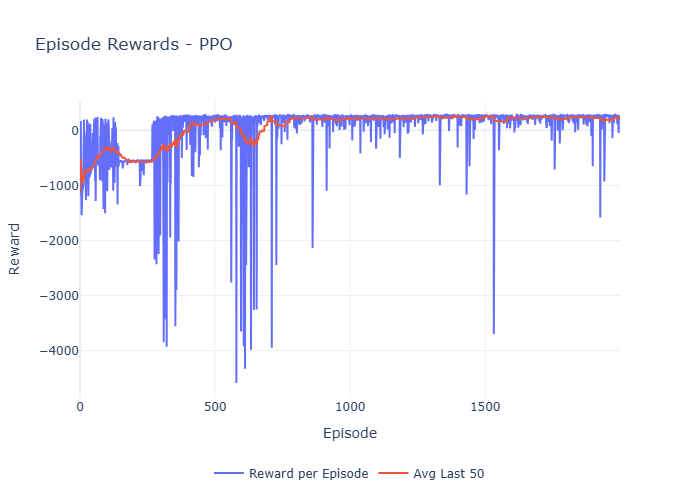 Episode Rewards - PPO
0
−1000
−2000
−3000
−4000
Reward
0 500 1000 1500
Episode
Reward per Episode Avg Last 50